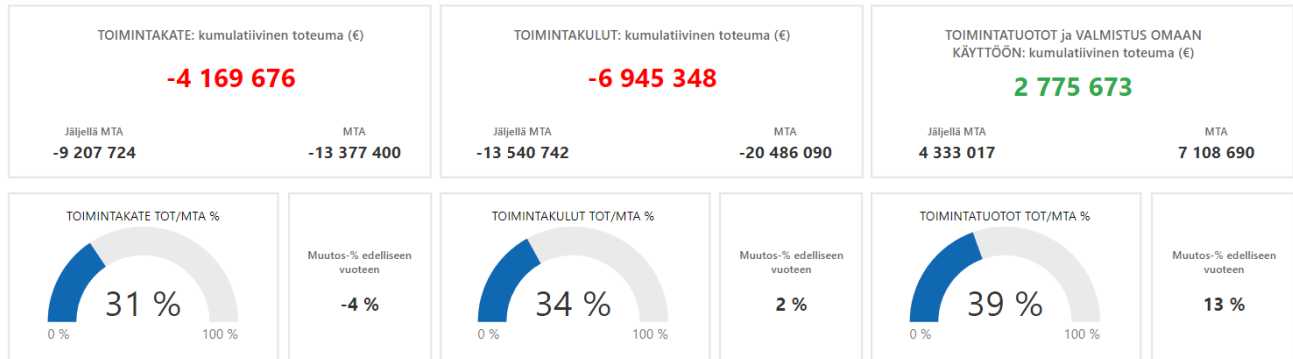 TOIMINTAKATE: kumulatiivinen toteuma (€)
-4 169 676
Jäljellä MTA
MTA
-9 207 724
-13 377 400
TOIMINTAKULUT: kumulatiivinen toteuma (€)
-6 945 348
Jäljellä MTA
MTA
-13 540 742
-20 486 090
TOIMINTATUOTOT ja VALMISTUS OMAAN
KÄYTTÖÖN: kumulatiivinen toteuma (€)
2 775 673
Jäljellä MTA
MTA
4 333 017
7 108 690
TOIMINTAKATE TOT/MTA %
31 %
0 %
100 %
Muutos-% edelliseen
vuoteen
-4 %
TOIMINTAKULUT TOT/MTA %
34 %
0 %
100 %
Muutos-% edelliseen
vuoteen
2 %
TOIMINTATUOTOT TOT/MTA %
39 %
0 %
100 %
Muutos-% edelliseen
vuoteen
13 %